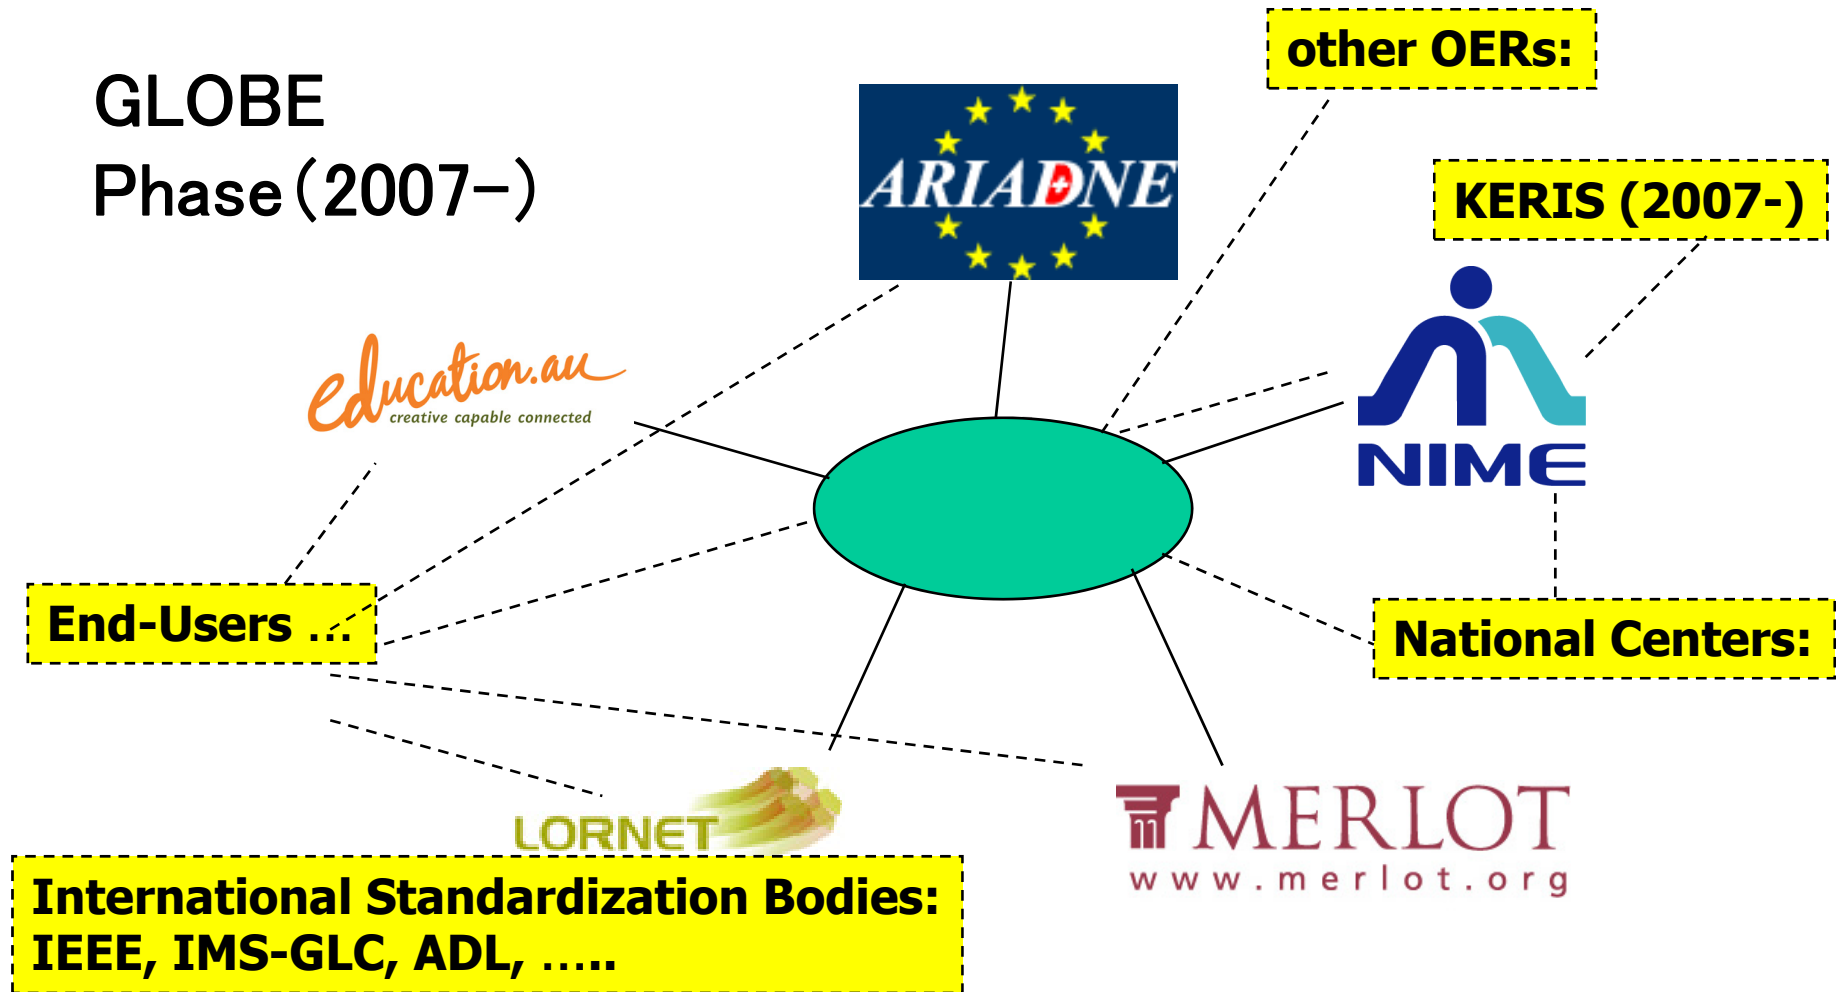 GLOBE
Phase（2007-）
other OERs:
ARIADNE
KERIS (2007-)
education.au
creative capable connected
NIME
End-Users …
National Centers:
LORNET
MERLOT
www.merlot.org
International Standardization Bodies:
IEEE, IMS-GLC, ADL, …..